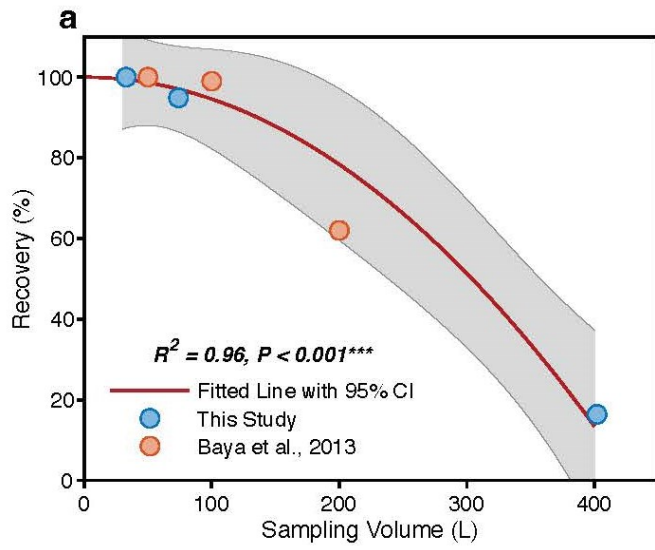 a
100
80
60
40
20
0
Recovery (%)
R² = 0.96, P < 0.001***
Fitted Line with 95% CI
This Study
Baya et al., 2013
0 100 200 300 400
Sampling Volume (L)